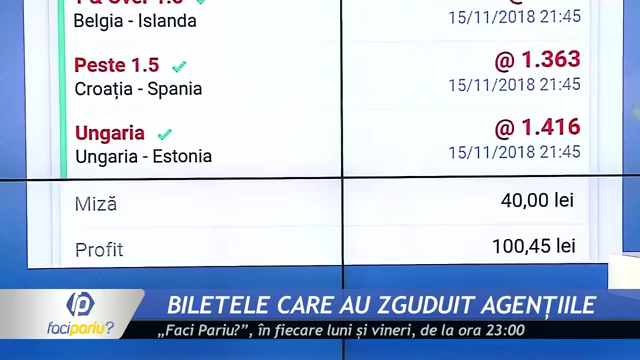 Belgia - Islanda
15/11/2018 21:45
Peste 1.5
@ 1.363
Croația - Spania
15/11/2018 21:45
Ungaria
@ 1.416
Ungaria - Estonia
15/11/2018 21:45
Miză
40,00 lei
Profit
100,45 lei
facipariu?
BILETELE CARE AU ZGUDUIT AGENȚIILE
„Faci Pariu?”, în fiecare luni și vineri, de la ora 23:00